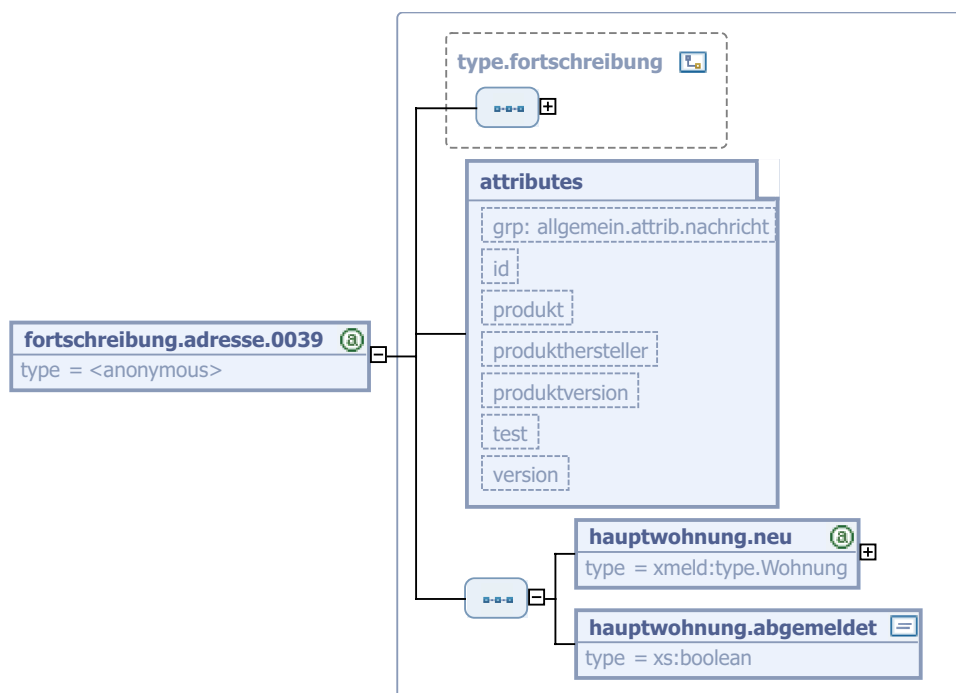 type.fortschreibung
attributes
grp: allgemein.attrib.nachricht
id
produkt
produkthersteller
produktversion
test
version
fortschreibung.adresse.0039
type = <anonymous>
hauptwohnung.neu
type = xmeld:type.Wohnung
hauptwohnung.abgemeldet
type = xs:boolean